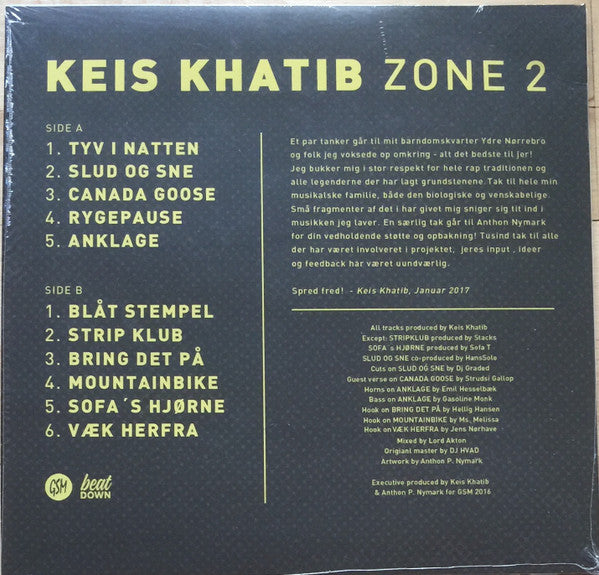 KEIS KHATIB ZONE 2
SIDE A
1. TYV I NATTEN
2. SLUD OG SNE
3. CANADA GOOSE
4. RYGEPAUSE
5. ANKLAGE
SIDE B
1. BLÅT STEMPEL
2. STRIP KLUB
3. BRING DET PÅ
4. MOUNTAINBIKE
5. SOFA´S HJØRNE
6. VÆK HERFRA
GSM
beat
DOWN
Et par tanker går til mit barndomskvarter Ydre Nørrebro
og folk jeg voksede op omkring - alt det bedste til jer!
Jeg bukker mig i stor respekt for hele rap traditionen og
alle legenderne der har lagt grundstenene. Tak til hele min
musikalske familie, både den biologiske og venskabelige.
Små fragmenter af det i har givet mig sniger sig tit ind i
musikken jeg laver. En særlig tak går til Anthon Nymark
for din vedholdende støtte og opbakning! Tusind tak til alle
der har været involveret i projektet, jeres input , ideer
og feedback har været uundværlig.
Spred fred! - Keis Khatib, Januar 2017
All tracks produced by Keis Khatib
Except: STRIPKLUB produced by Stacks
SOFA´s HJØRNE produced by Sofa T
SLUD OG SNE co-produced by HansSolo
Cuts on SLUD OG SNE by Dj Graded
Guest verse on CANADA GOOSE by Strudsi Gallop
Horns on ANKLAGE by Emil Hesselbæk
Bass on ANKLAGE by Gasoline Monk
Hook on BRING DET PÅ by Hellig Hansen
Hook on MOUNTAINBIKE by Ms. Melissa
Hook on VÆK HERFRA by Jens Nørhave
Mixed by Lord Akton
Origianl master by DJ HVAD
Artwork by Anthon P. Nymark
Executive produced by Keis Khatib
& Anthon P. Nymark for GSM 2016